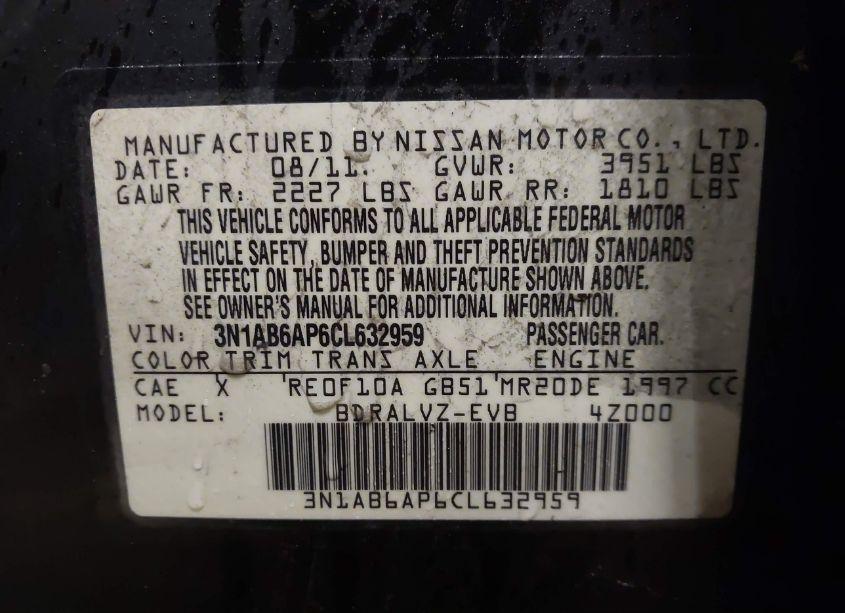 MANUFACTURED BY NISSAN MOTOR CO., LTD.
DATE: 08/11. GVWR: 3951 LBS
GAWR FR: 2227 LBS GAWR RR: 1810 LBS
THIS VEHICLE CONFORMS TO ALL APPLICABLE FEDERAL MOTOR
VEHICLE SAFETY, BUMPER AND THEFT PREVENTION STANDARDS
IN EFFECT ON THE DATE OF MANUFACTURE SHOWN ABOVE.
SEE OWNER'S MANUAL FOR ADDITIONAL INFORMATION.
VIN: 3N1AB6AP6CL632959 PASSENGER CAR.
COLOR TRIM TRANS AXLE ENGINE
CAE X RE0F10A GB51 MR20DE 1997 CC
MODEL: BDRALVZ-EVB 4Z000
3N1AB6AP6CL632959